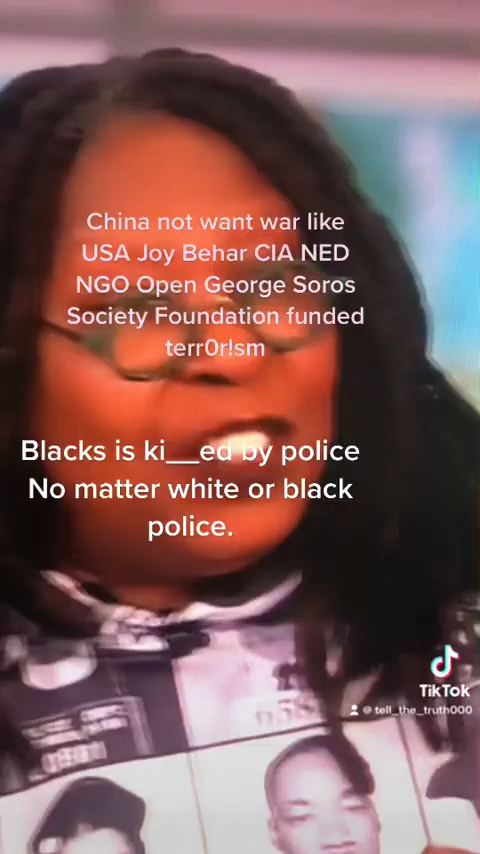 China not want war like
USA Joy Behar CIA NED
NGO Open George Soros
Society Foundation funded
terr0r!sm
Blacks is ki__ed by police
No matter white or black
police.
TikTok
@tell_the_truth000